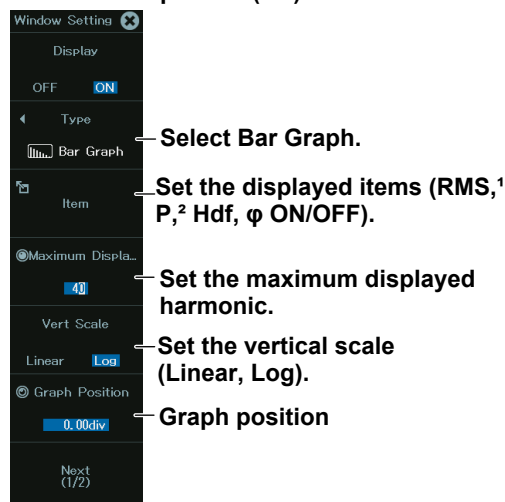 Window Setting
Display
OFF ON
Type
Bar Graph
Select Bar Graph.
Item
Set the displayed items (RMS,¹
P,² Hdf, φ ON/OFF).
Maximum Displa…
40
Set the maximum displayed
harmonic.
Vert Scale
Linear Log
Set the vertical scale
(Linear, Log).
Graph Position
0.00div
Graph position
Next
(1/2)